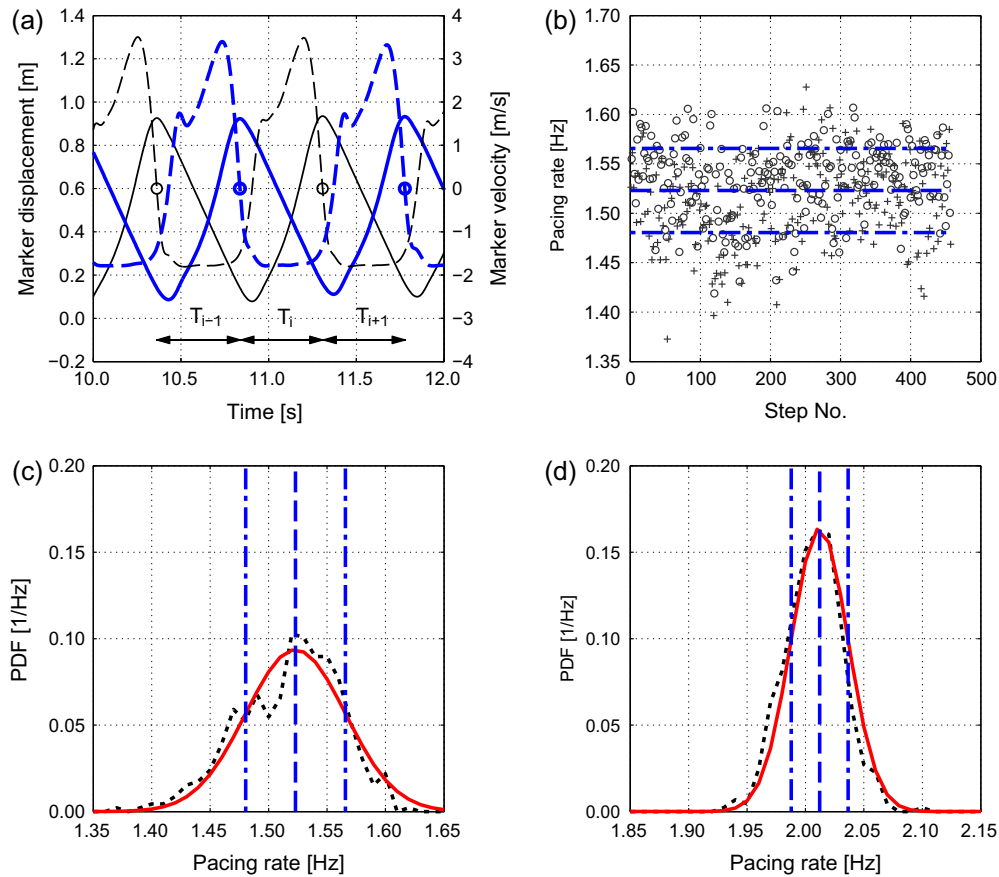 (a)
1.4
1.2
1.0
0.8
0.6
0.4
0.2
0.0
−0.2
Marker displacement [m]
4
3
2
1
0
−1
−2
−3
−4
Marker velocity [m/s]
T_{i−1} T_i T_{i+1}
10.0 10.5 11.0 11.5 12.0
Time [s]
(b)
1.70
1.65
1.60
1.55
1.50
1.45
1.40
1.35
Pacing rate [Hz]
0 100 200 300 400 500
Step No.
(c)
0.20
0.15
0.10
0.05
0.00
PDF [1/Hz]
1.35 1.40 1.45 1.50 1.55 1.60 1.65
Pacing rate [Hz]
(d)
0.20
0.15
0.10
0.05
0.00
PDF [1/Hz]
1.85 1.90 1.95 2.00 2.05 2.10 2.15
Pacing rate [Hz]